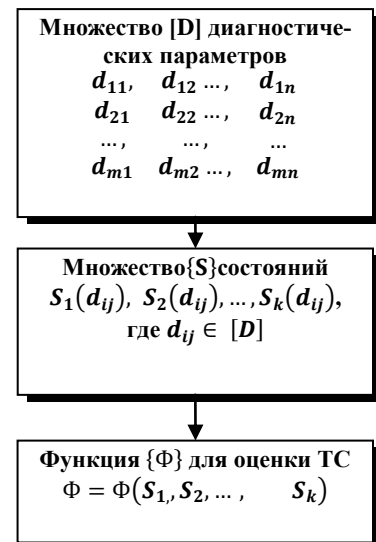 Множество [D] диагностиче-
ских параметров
d₁₁, d₁₂ ..., d₁ₙ
d₂₁ d₂₂ ..., d₂ₙ
..., ..., ...
dₘ₁ dₘ₂ ..., dₘₙ
Множество{S}состояний
S₁(dᵢⱼ), S₂(dᵢⱼ), ..., Sₖ(dᵢⱼ),
где dᵢⱼ ∈ [D]
Функция {Φ} для оценки ТС
Φ = Φ(S₁,, S₂, ... , Sₖ)